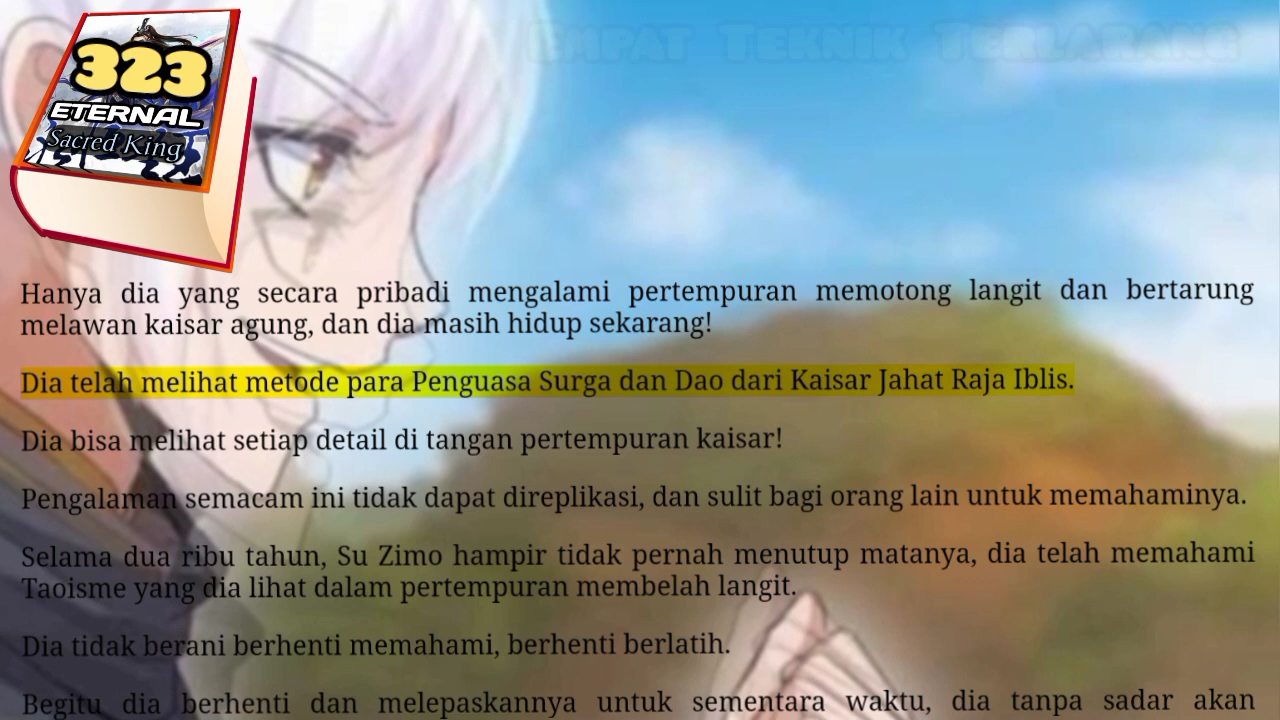 323
ETERNAL
Sacred King
EMPAT TEKNIK TERLARANG
Hanya dia yang secara pribadi mengalami pertempuran memotong langit dan bertarung
melawan kaisar agung, dan dia masih hidup sekarang!
Dia telah melihat metode para Penguasa Surga dan Dao dari Kaisar Jahat Raja Iblis.
Dia bisa melihat setiap detail di tangan pertempuran kaisar!
Pengalaman semacam ini tidak dapat direplikasi, dan sulit bagi orang lain untuk memahaminya.
Selama dua ribu tahun, Su Zimo hampir tidak pernah menutup matanya, dia telah memahami
Taoisme yang dia lihat dalam pertempuran membelah langit.
Dia tidak berani berhenti memahami, berhenti berlatih.
Begitu dia berhenti dan melepaskannya untuk sementara waktu, dia tanpa sadar akan